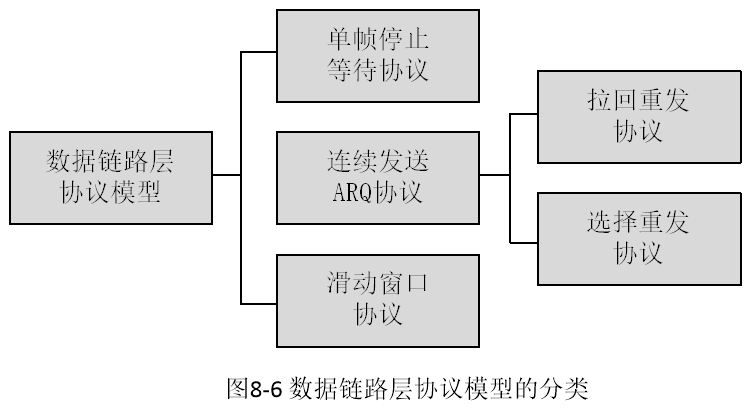 单帧停止
等待协议
拉回重发
协议
数据链路层
协议模型
连续发送
ARQ协议
选择重发
协议
滑动窗口
协议
图8-6 数据链路层协议模型的分类